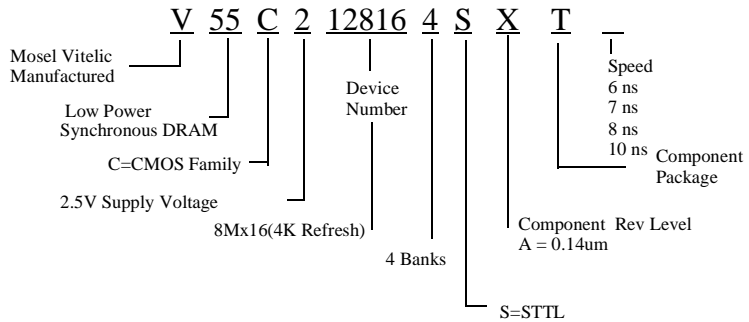 V 55 C 2 12816 4 S X T _
Mosel Vitelic
Manufactured
Low Power
Synchronous DRAM
C=CMOS Family
2.5V Supply Voltage
8Mx16(4K Refresh)
Device
Number
4 Banks
S=STTL
Component Rev Level
A = 0.14um
Component
Package
Speed
6 ns
7 ns
8 ns
10 ns